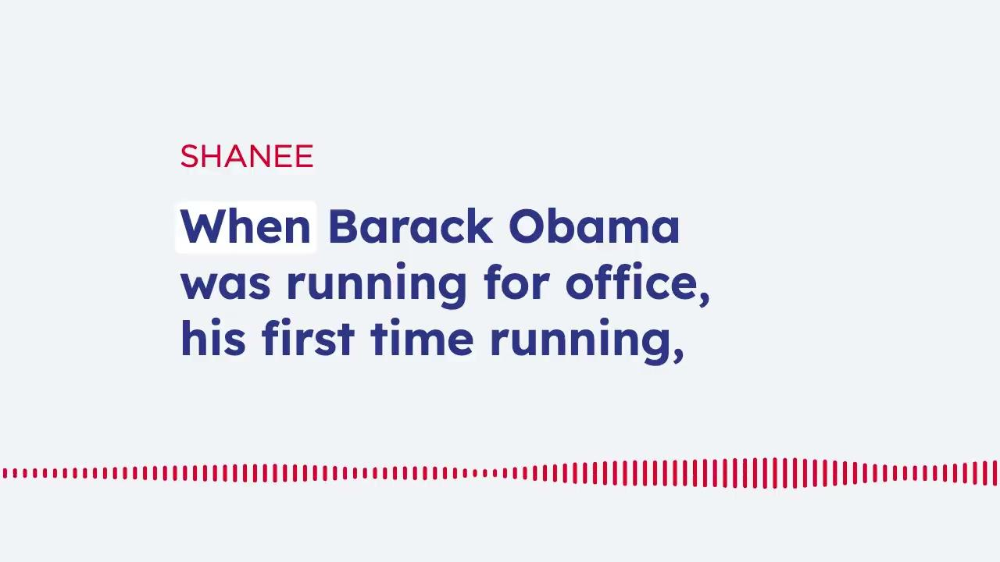 SHANEE
When Barack Obama
was running for office,
his first time running,